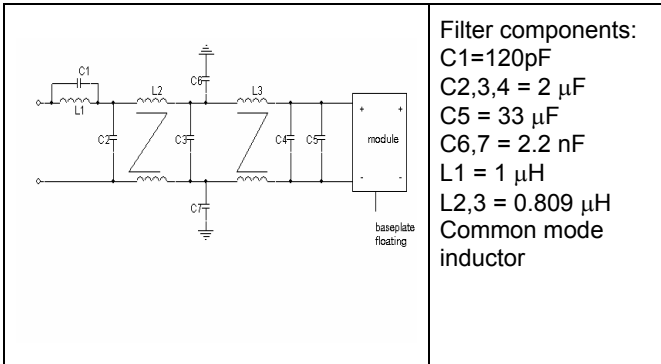 C1
L1
L2
C6
L3
C2
C3
C4
C5
+
+
module
-
-
C7
baseplate
floating
Filter components:
C1=120pF
C2,3,4 = 2 μF
C5 = 33 μF
C6,7 = 2.2 nF
L1 = 1 μH
L2,3 = 0.809 μH
Common mode
inductor